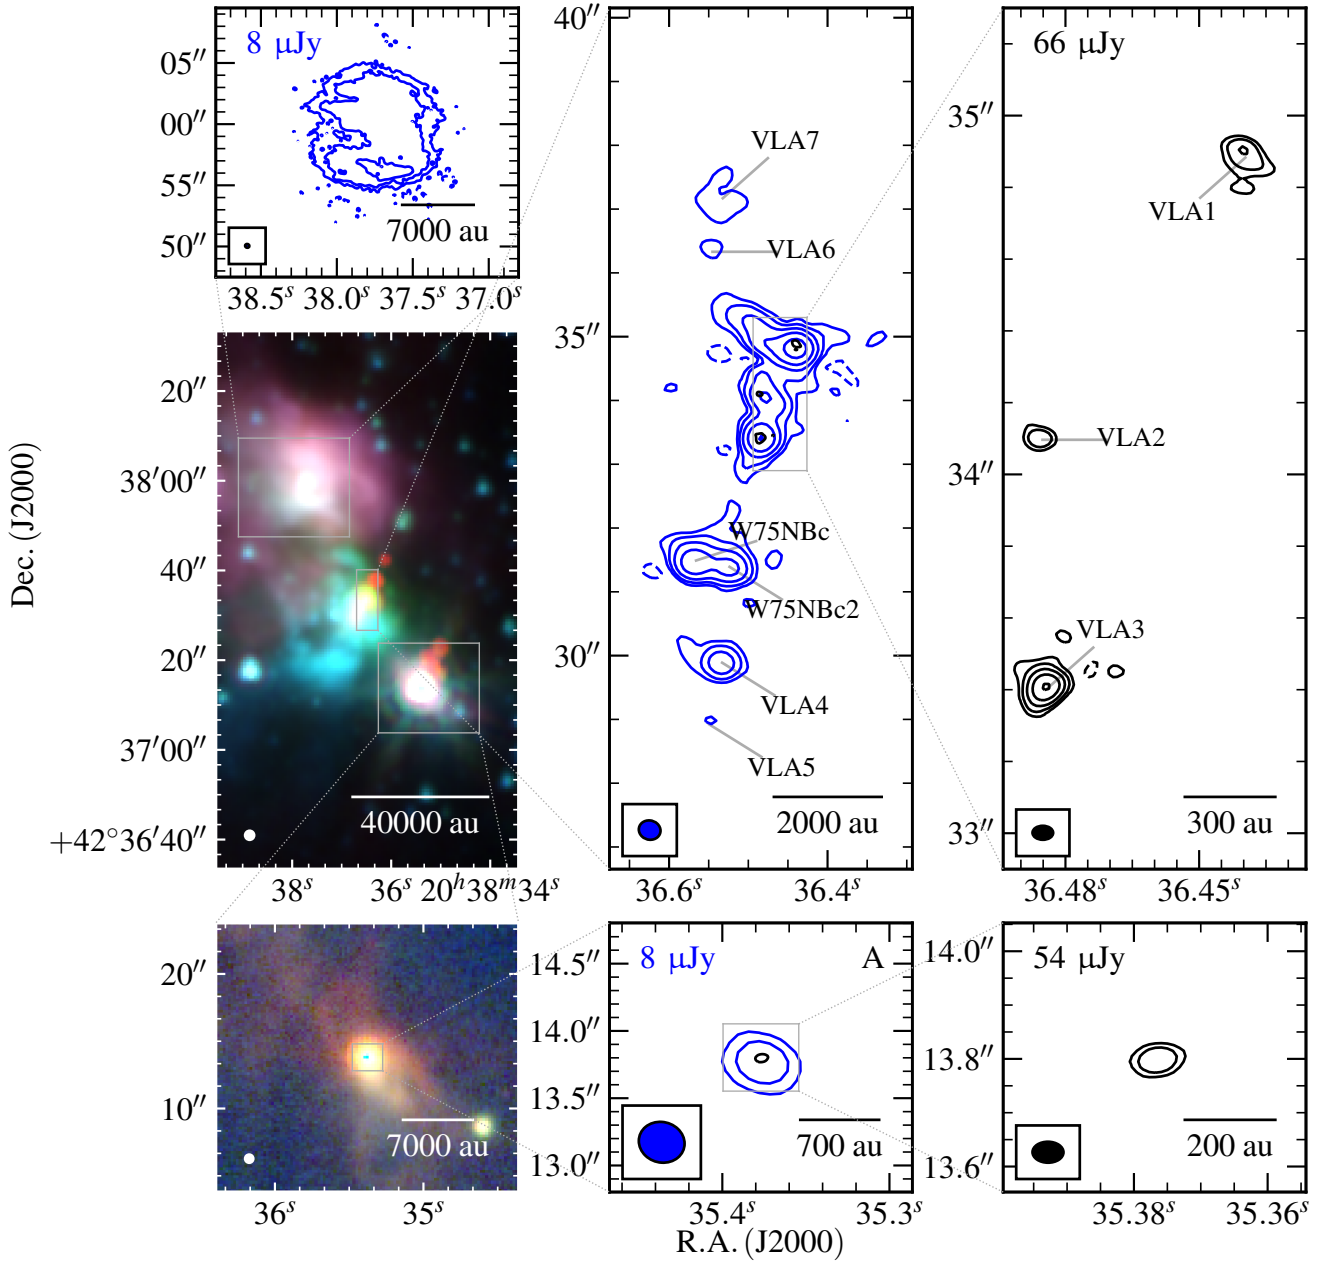 8 μJy
05″
00″
55″
50″
7000 au
38.5ˢ 38.0ˢ 37.5ˢ 37.0ˢ
Dec. (J2000)
20″
38′00″
40″
20″
37′00″
+42°36′40″
40000 au
38ˢ 36ˢ 20ʰ38ᵐ34ˢ
40″
35″
30″
VLA7
VLA6
W75NBc
W75NBc2
VLA4
VLA5
2000 au
36.6ˢ 36.4ˢ
66 μJy
35″
34″
33″
VLA1
VLA2
VLA3
300 au
36.48ˢ 36.45ˢ
20″
10″
7000 au
36ˢ 35ˢ
8 μJy A
14.5″
14.0″
13.5″
13.0″
700 au
35.4ˢ 35.3ˢ
R.A. (J2000)
54 μJy
14.0″
13.8″
13.6″
200 au
35.38ˢ 35.36ˢ